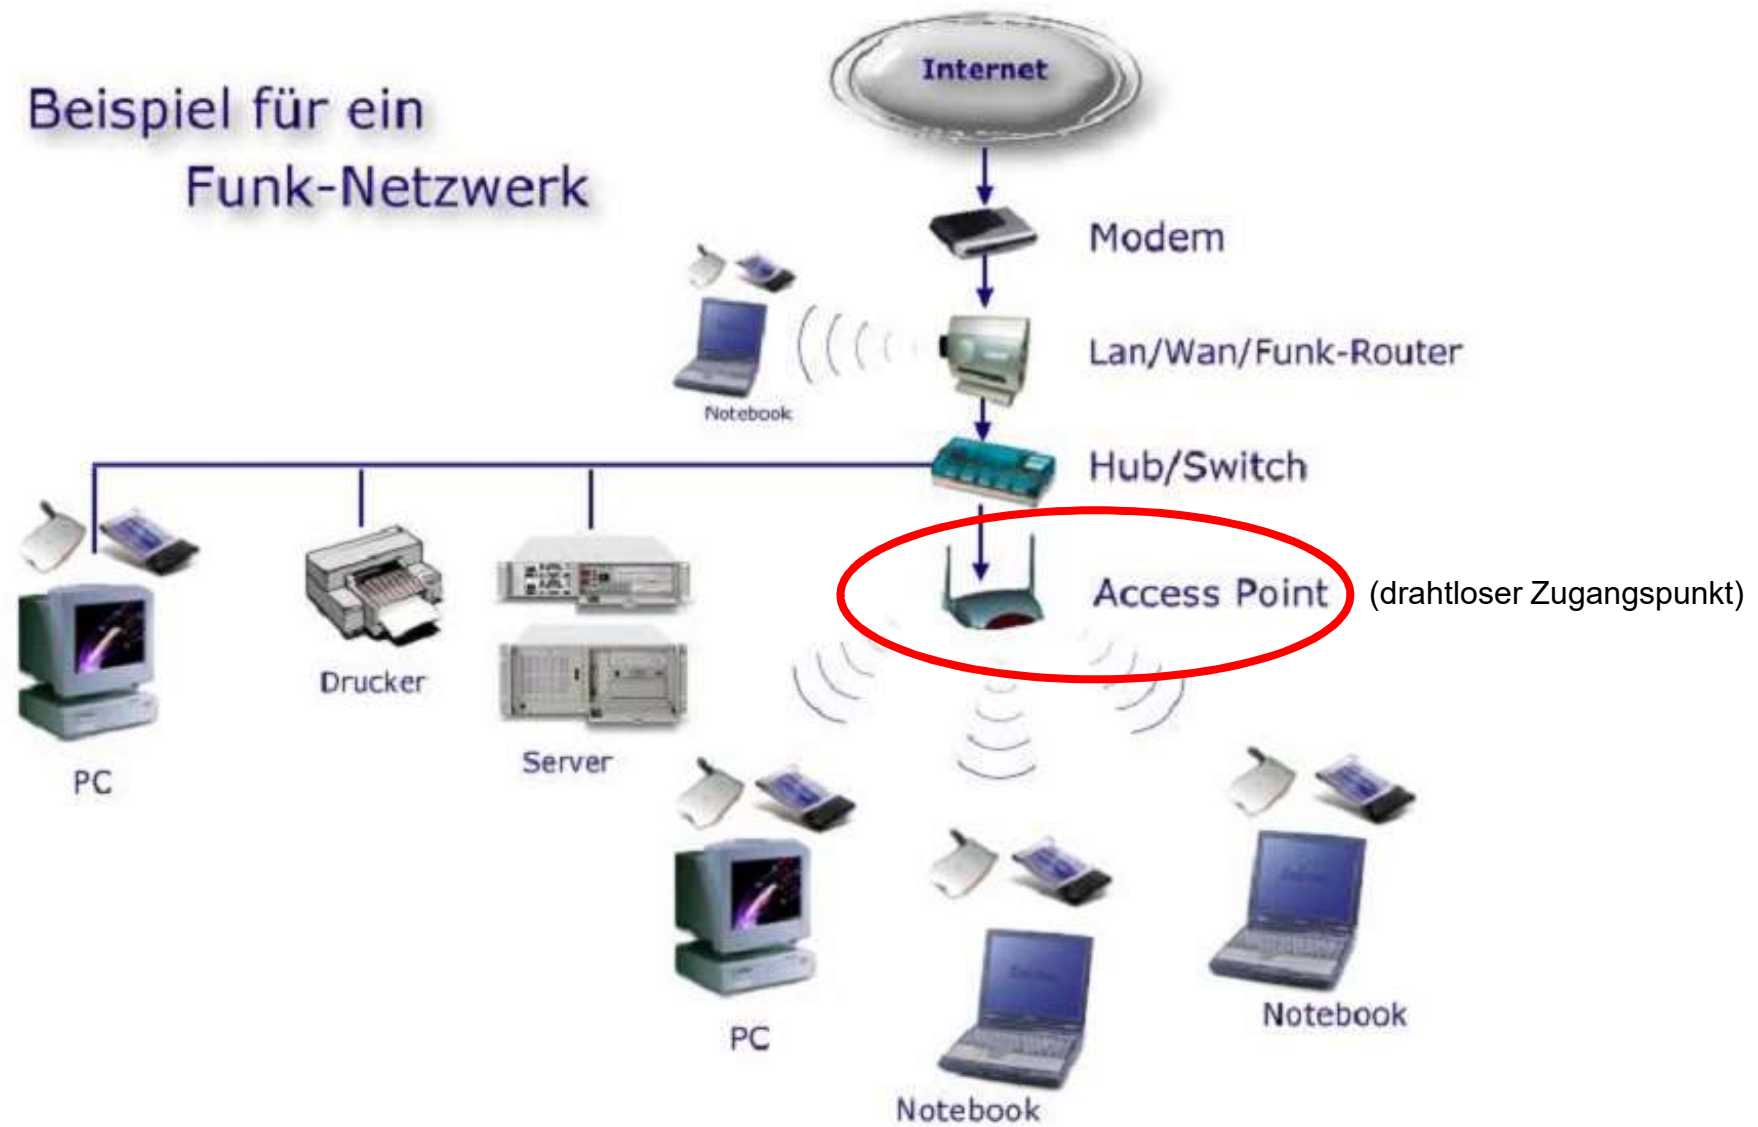 Beispiel für ein
Funk-Netzwerk
Internet
Modem
Lan/Wan/Funk-Router
Notebook
Hub/Switch
Access Point (drahtloser Zugangspunkt)
Drucker
Server
PC
PC
Notebook
Notebook